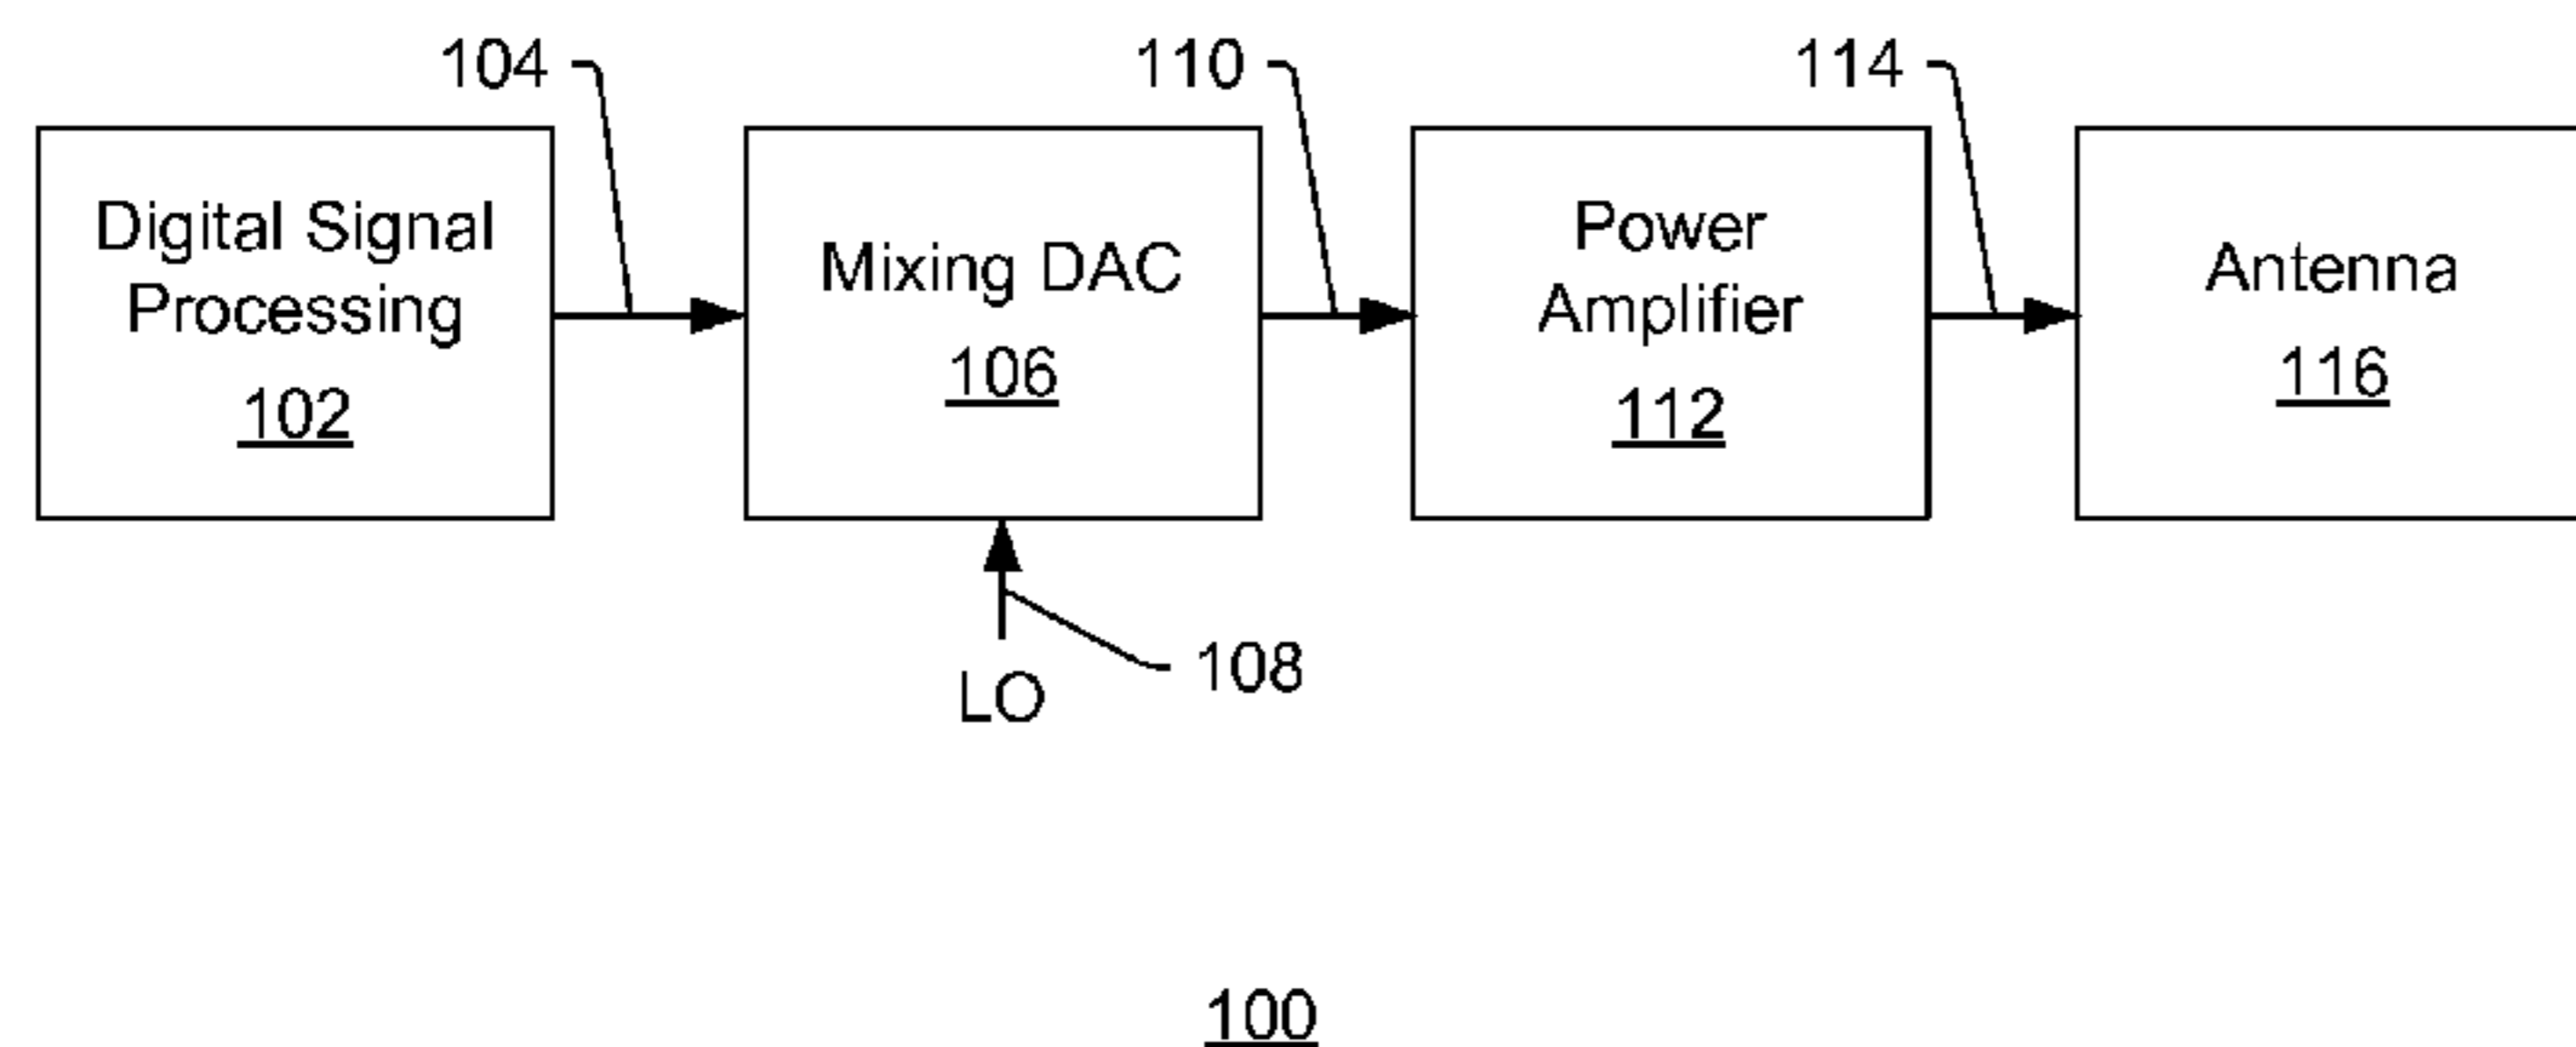 104
110
114
Digital Signal
Processing
102
Mixing DAC
106
Power
Amplifier
112
Antenna
116
108
LO
100